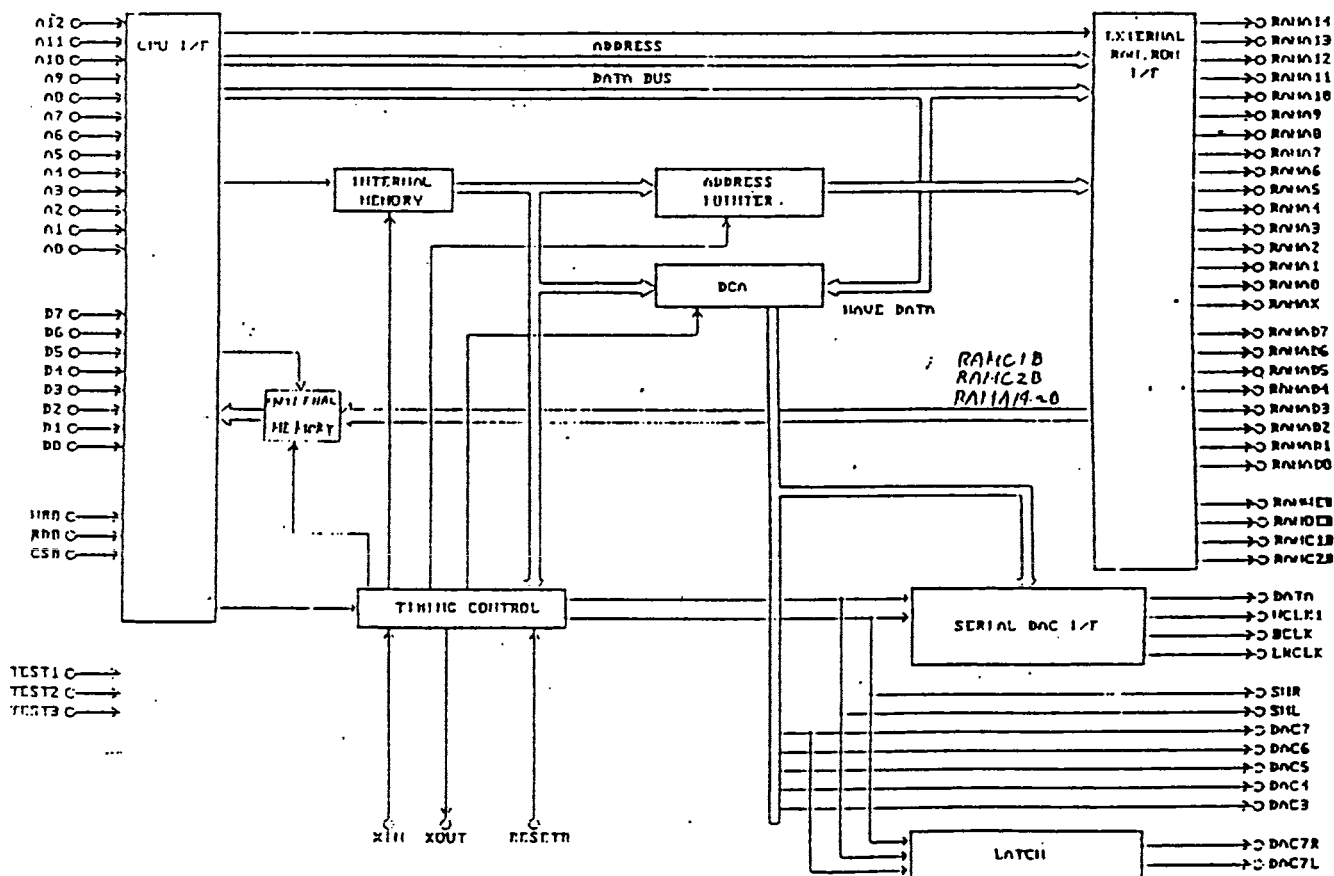 A12
A11
A10
A9
A8
A7
A6
A5
A4
A3
A2
A1
A0
D7
D6
D5
D4
D3
D2
D1
D0
WRB
RDB
CSB
TEST1
TEST2
TEST3
CPU I/F
ADDRESS
DATA BUS
INTERNAL
MEMORY
ADDRESS
DCA
WAVE DATA
INTERNAL
MEMORY
RAMC1B
RAMC2B
TIMING CONTROL
XIN
XOUT
RESETB
SERIAL DAC I/F
LATCH
EXTERNAL
RAM, ROM
I/F
RAMA14
RAMA13
RAMA12
RAMA11
RAMA10
RAMA9
RAMA8
RAMA7
RAMA6
RAMA5
RAMA4
RAMA3
RAMA2
RAMA1
RAMA0
RAMAX
RAMAD7
RAMAD6
RAMAD5
RAMAD4
RAMAD3
RAMAD2
RAMAD1
RAMAD0
RAMWEB
RAMOEB
RAMC1B
RAMC2B
DATA
BCLK
LRCLK
SHR
SHL
DAC7
DAC6
DAC5
DAC4
DAC3
DAC7R
DAC7L